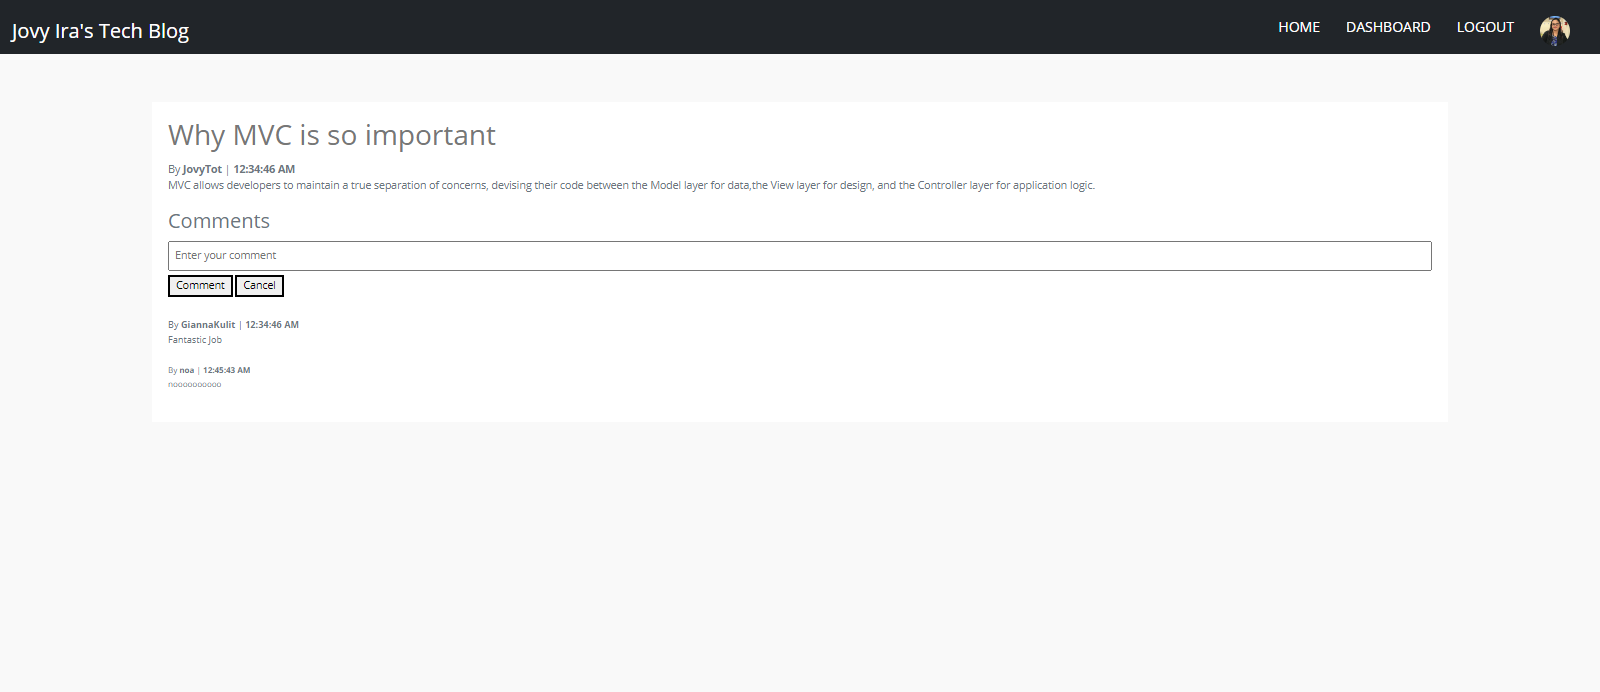 Jovy Ira's Tech Blog
HOME DASHBOARD LOGOUT
Why MVC is so important
By JovyTot | 12:34:46 AM
MVC allows developers to maintain a true separation of concerns, devising their code between the Model layer for data,the View layer for design, and the Controller layer for application logic.
Comments
Enter your comment
Comment Cancel
By GiannaKulit | 12:34:46 AM
Fantastic Job
By noa | 12:45:43 AM
noooooooooo